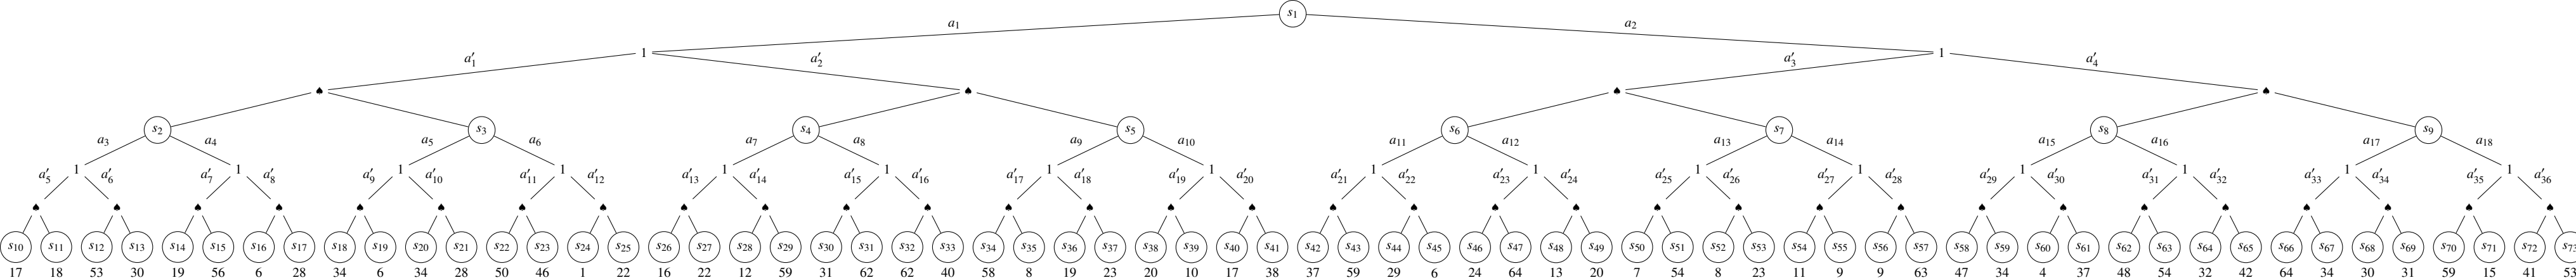 s1
a1 a2
1 1
a′1 a′2 a′3 a′4
♠ ♠ ♠ ♠
s2 s3 s4 s5 s6 s7 s8 s9
a3 a4 a5 a6 a7 a8 a9 a10 a11 a12 a13 a14 a15 a16 a17 a18
1 1 1 1 1 1 1 1 1 1 1 1 1 1 1 1
a′5 a′6 a′7 a′8 a′9 a′10 a′11 a′12 a′13 a′14 a′15 a′16 a′17 a′18 a′19 a′20 a′21 a′22 a′23 a′24 a′25 a′26 a′27 a′28 a′29 a′30 a′31 a′32 a′33 a′34 a′35 a′36
♠ ♠ ♠ ♠ ♠ ♠ ♠ ♠ ♠ ♠ ♠ ♠ ♠ ♠ ♠ ♠ ♠ ♠ ♠ ♠ ♠ ♠ ♠ ♠ ♠ ♠ ♠ ♠ ♠ ♠ ♠ ♠
s10 s11 s12 s13 s14 s15 s16 s17 s18 s19 s20 s21 s22 s23 s24 s25 s26 s27 s28 s29 s30 s31 s32 s33 s34 s35 s36 s37 s38 s39 s40 s41 s42 s43 s44 s45 s46 s47 s48 s49 s50 s51 s52 s53 s54 s55 s56 s57 s58 s59 s60 s61 s62 s63 s64 s65 s66 s67 s68 s69 s70 s71 s72
17 18 53 30 19 56 6 28 34 6 34 28 50 46 1 22 16 22 12 59 31 62 62 40 58 8 19 23 20 10 17 38 37 59 29 6 24 64 13 20 7 54 8 23 11 9 9 63 47 34 4 37 48 54 32 42 64 34 30 31 59 15 41